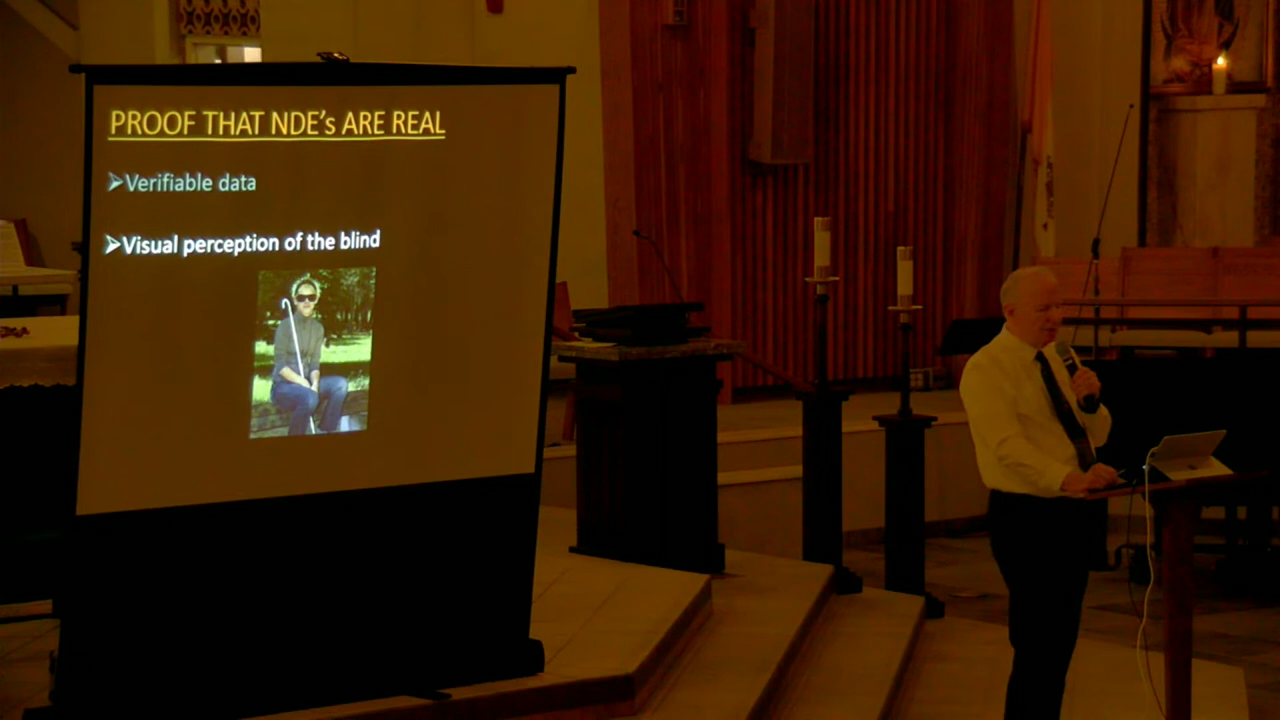 PROOF THAT NDE's ARE REAL
➢Verifiable data
➢Visual perception of the blind